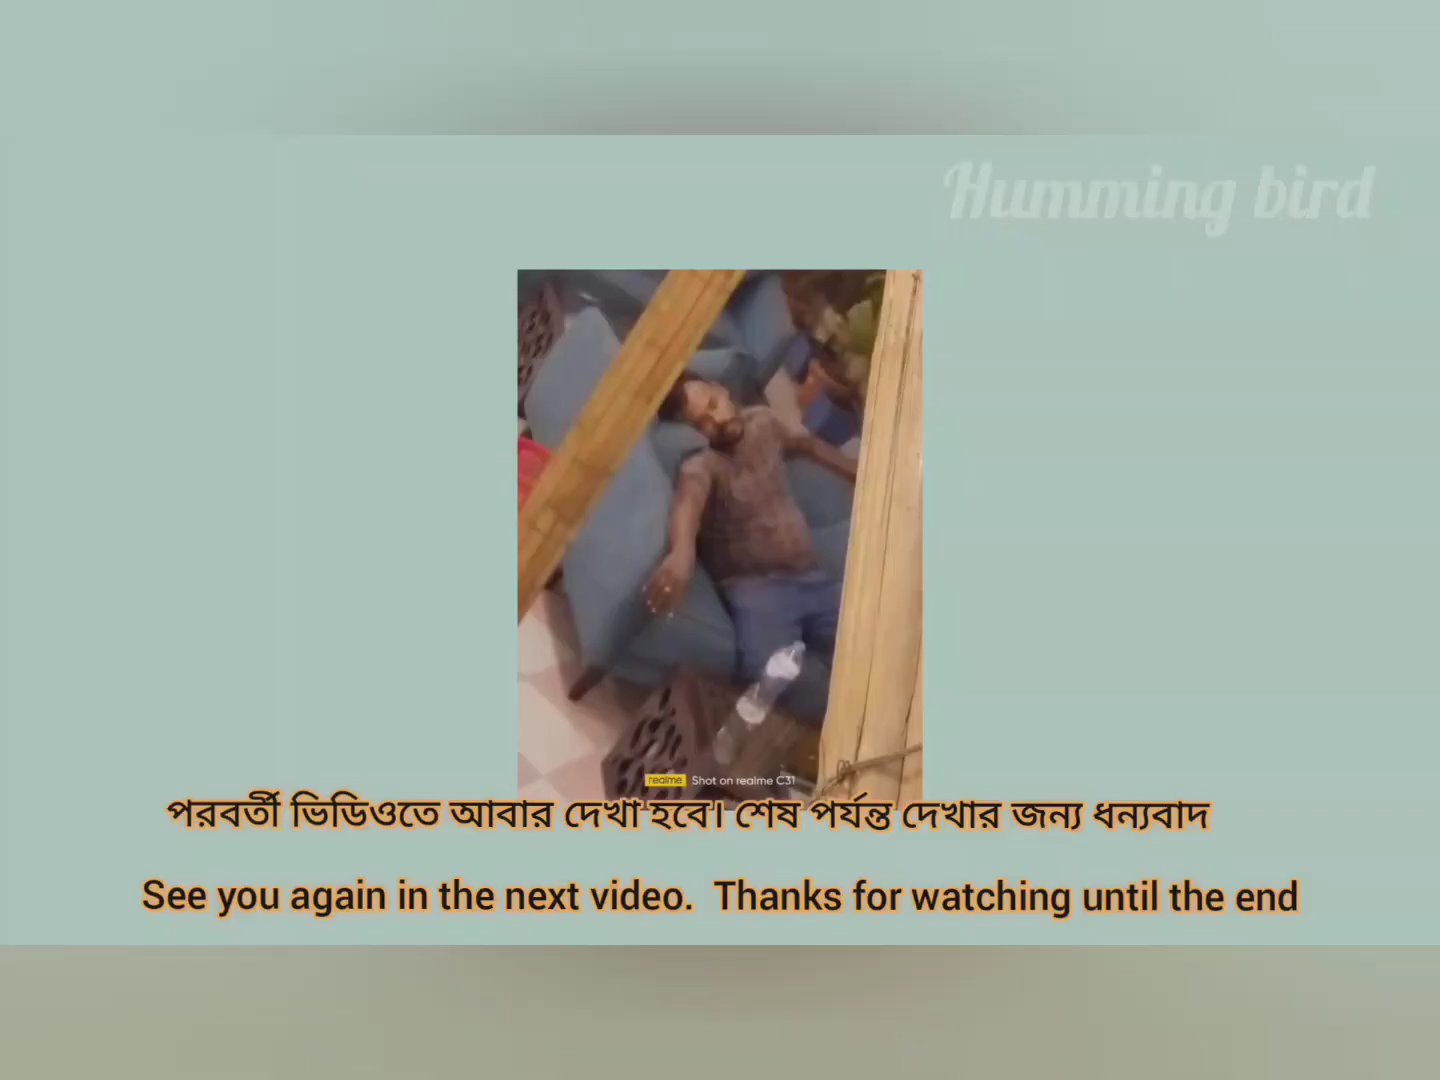 Humming bird
realme Shot on realme C31
পরবর্তী ভিডিওতে আবার দেখা হবে। শেষ পর্যন্ত দেখার জন্য ধন্যবাদ
See you again in the next video. Thanks for watching until the end